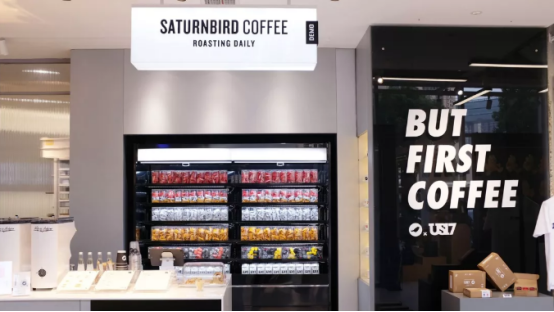 SATURNBIRD COFFEE
ROASTING DAILY
DEMO
BUT
FIRST
COFFEE